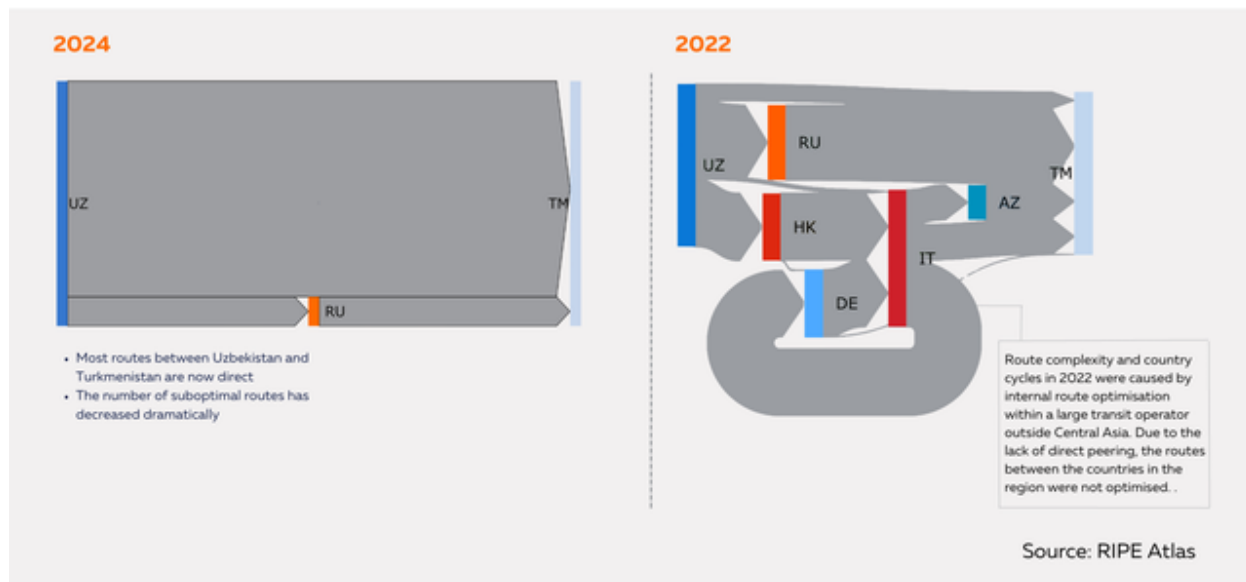 2024
UZ
TM
RU
• Most routes between Uzbekistan and
Turkmenistan are now direct
• The number of suboptimal routes has
decreased dramatically
2022
UZ
RU
TM
AZ
HK
IT
DE
Route complexity and country
cycles in 2022 were caused by
internal route optimisation
within a large transit operator
outside Central Asia. Due to the
lack of direct peering, the routes
between the countries in the
region were not optimised. .
Source: RIPE Atlas